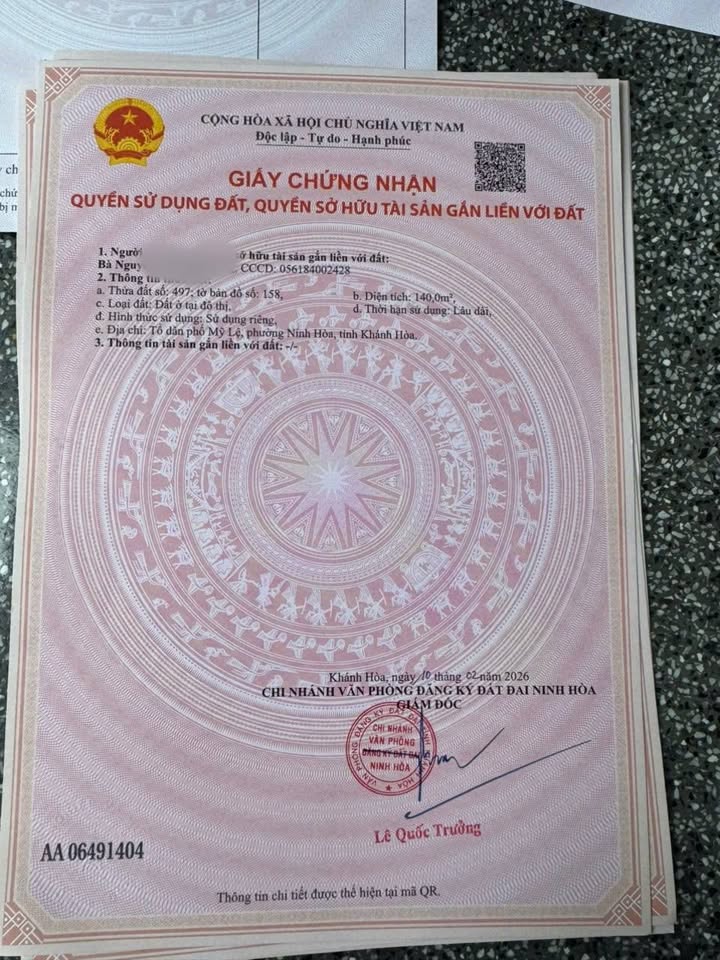 CỘNG HÒA XÃ HỘI CHỦ NGHĨA VIỆT NAM
Độc lập - Tự do - Hạnh phúc
GIẤY CHỨNG NHẬN
QUYỀN SỬ DỤNG ĐẤT, QUYỀN SỞ HỮU TÀI SẢN GẮN LIỀN VỚI ĐẤT
1. Người ở hữu tài sản gắn liền với đất:
Bà Nguy , CCCD: 056184002428
2. Thông tin
a. Thửa đất số: 497; tờ bản đồ số: 158, b. Diện tích: 140,0m²,
c. Loại đất: Đất ở tại đô thị, d. Thời hạn sử dụng: Lâu dài,
đ. Hình thức sử dụng: Sử dụng riêng,
e. Địa chỉ: Tổ dân phố Mỹ Lệ, phường Ninh Hòa, tỉnh Khánh Hòa.
3. Thông tin tài sản gắn liền với đất: -/-
Khánh Hòa, ngày 10 tháng 02 năm 2026
CHI NHÁNH VĂN PHÒNG ĐĂNG KÝ ĐẤT ĐAI NINH HÒA
GIÁM ĐỐC
CHI NHÁNH
VĂN PHÒNG
ĐĂNG KÝ ĐẤT ĐAI
NINH HÒA
Lê Quốc Trưởng
AA 06491404
Thông tin chi tiết được thể hiện tại mã QR.